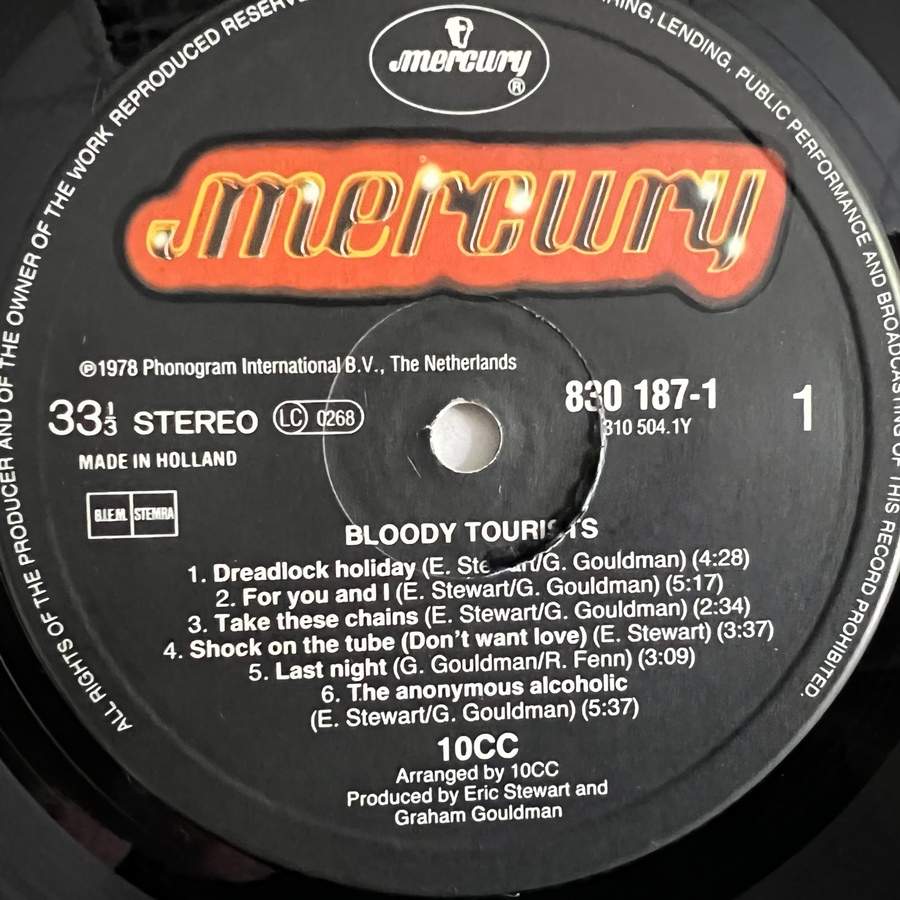 mercury
®
mercury
ALL RIGHTS OF THE PRODUCER AND OF THE OWNER OF THE WORK REPRODUCED RESERVED
LENDING, PUBLIC PERFORMANCE AND BROADCASTING OF THIS RECORD PROHIBITED.
℗1978 Phonogram International B.V., The Netherlands
33⅓ STEREO LC 0268
830 187-1
310 504.1Y
1
MADE IN HOLLAND
B.I.E.M. STEMRA
BLOODY TOURISTS
1. Dreadlock holiday (E. Stewart/G. Gouldman) (4:28)
2. For you and I (E. Stewart/G. Gouldman) (5:17)
3. Take these chains (E. Stewart/G. Gouldman) (2:34)
4. Shock on the tube (Don't want love) (E. Stewart) (3:37)
5. Last night (G. Gouldman/R. Fenn) (3:09)
6. The anonymous alcoholic
(E. Stewart/G. Gouldman) (5:37)
10CC
Arranged by 10CC
Produced by Eric Stewart and
Graham Gouldman